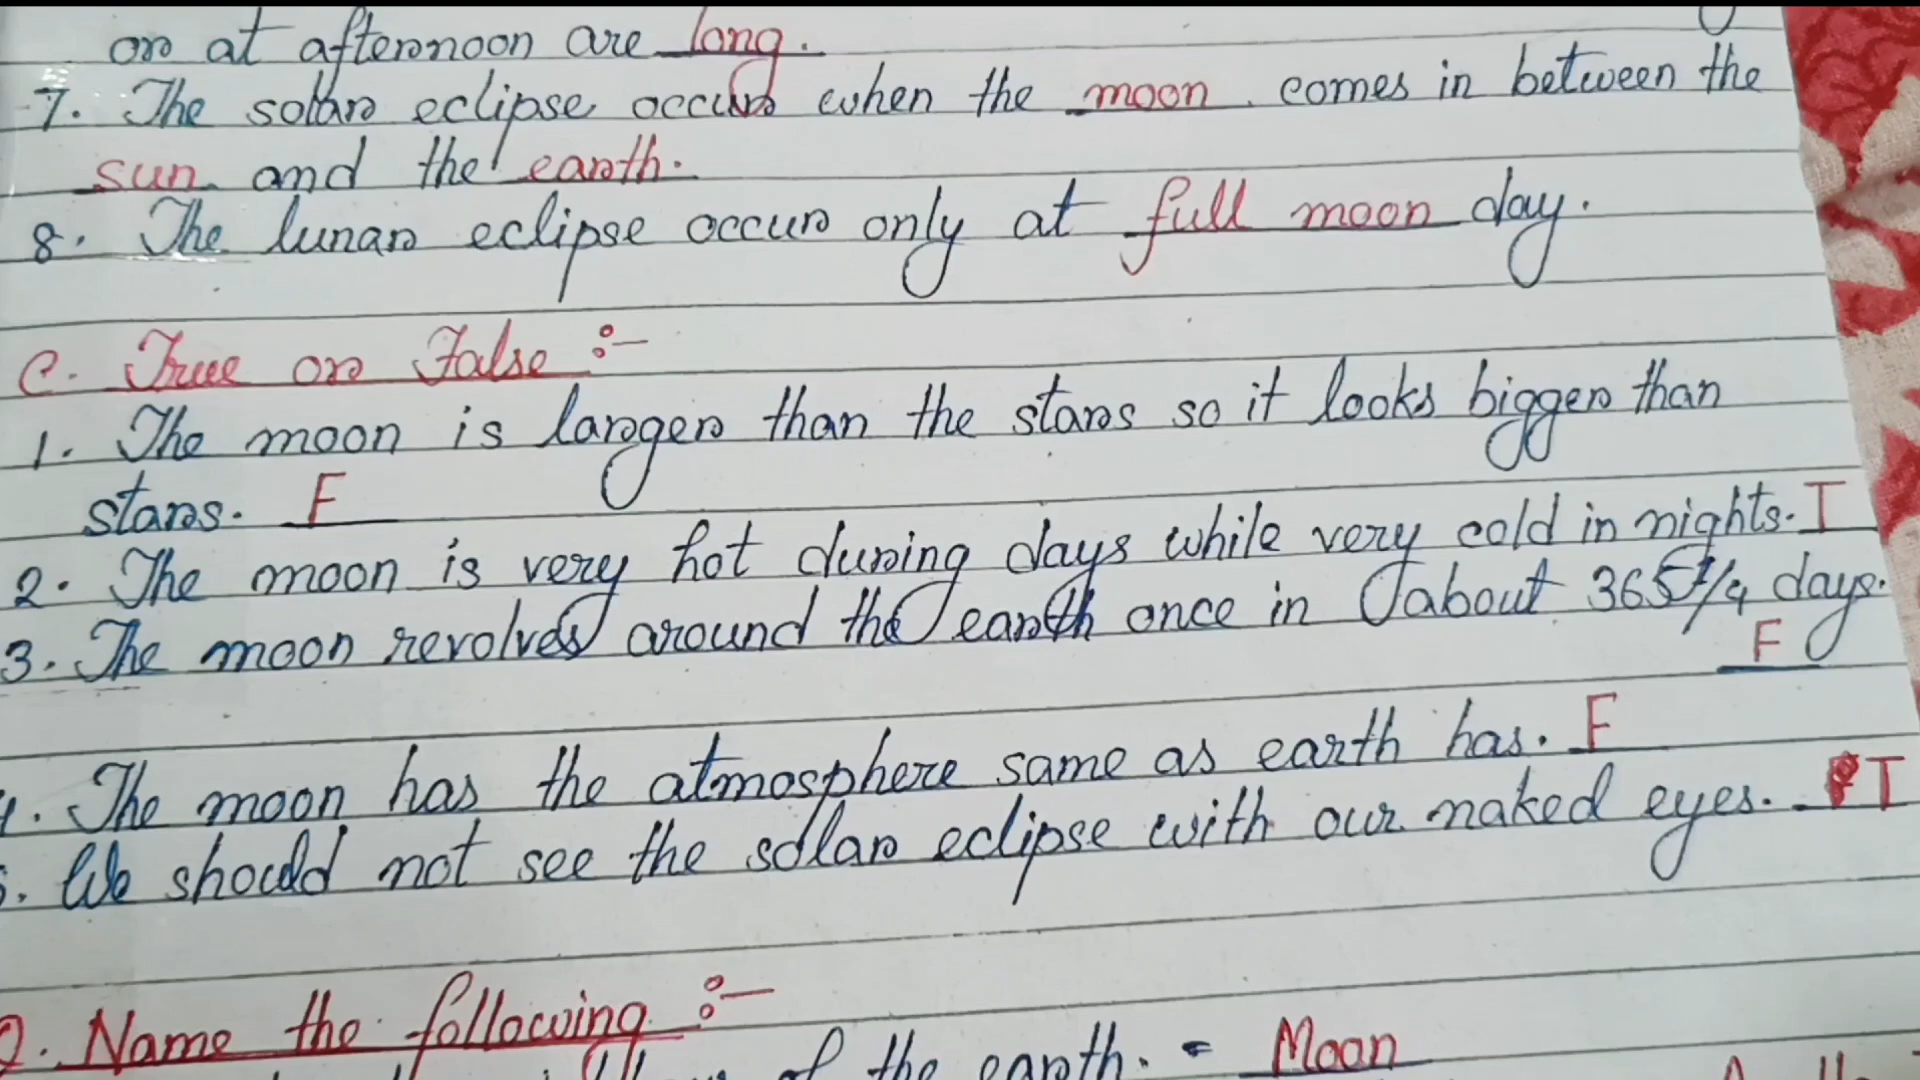 or at afternoon are long.
7. The solar eclipse occurs when the moon comes in between the
sun and the earth.
8. The lunar eclipse occur only at full moon day.
C. True or False :-
1. The moon is larger than the stars so it looks bigger than
stars. F
2. The moon is very hot during days while very cold in nights. T
3. The moon revolves around the earth once in about 365 1/4 days.
F
4. The moon has the atmosphere same as earth has. F
5. We should not see the solar eclipse with our naked eyes. T
D. Name the following :-
of the earth. - Moon